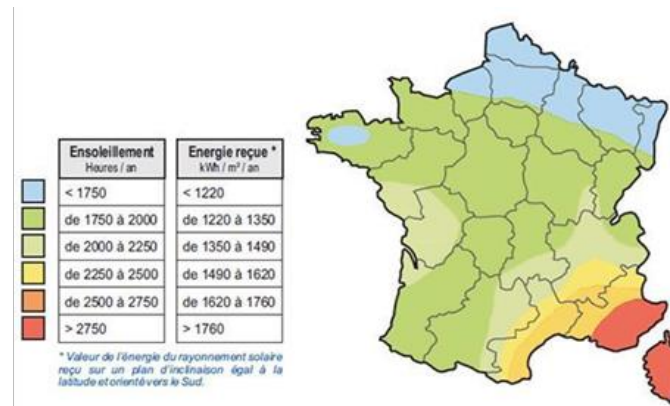 Ensoleillement
Heures / an
Energie reçue *
kWh / m² / an
< 1750
< 1220
de 1750 à 2000
de 1220 à 1350
de 2000 à 2250
de 1350 à 1490
de 2250 à 2500
de 1490 à 1620
de 2500 à 2750
de 1620 à 1760
> 2750
> 1760
* Valeur de l'énergie du rayonnement solaire
reçu sur un plan d'inclinaison égal à la
latitude et orienté vers le Sud.